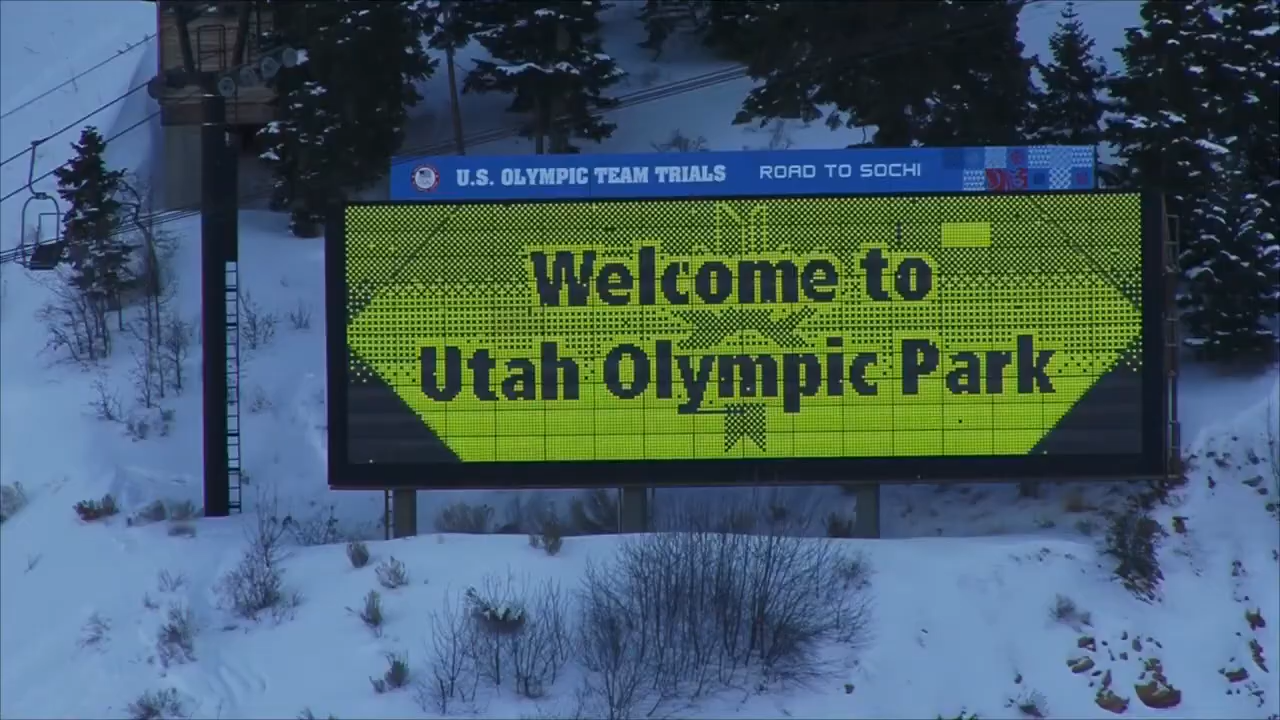 U.S. OLYMPIC TEAM TRIALS ROAD TO SOCHI
Welcome to
Utah Olympic Park